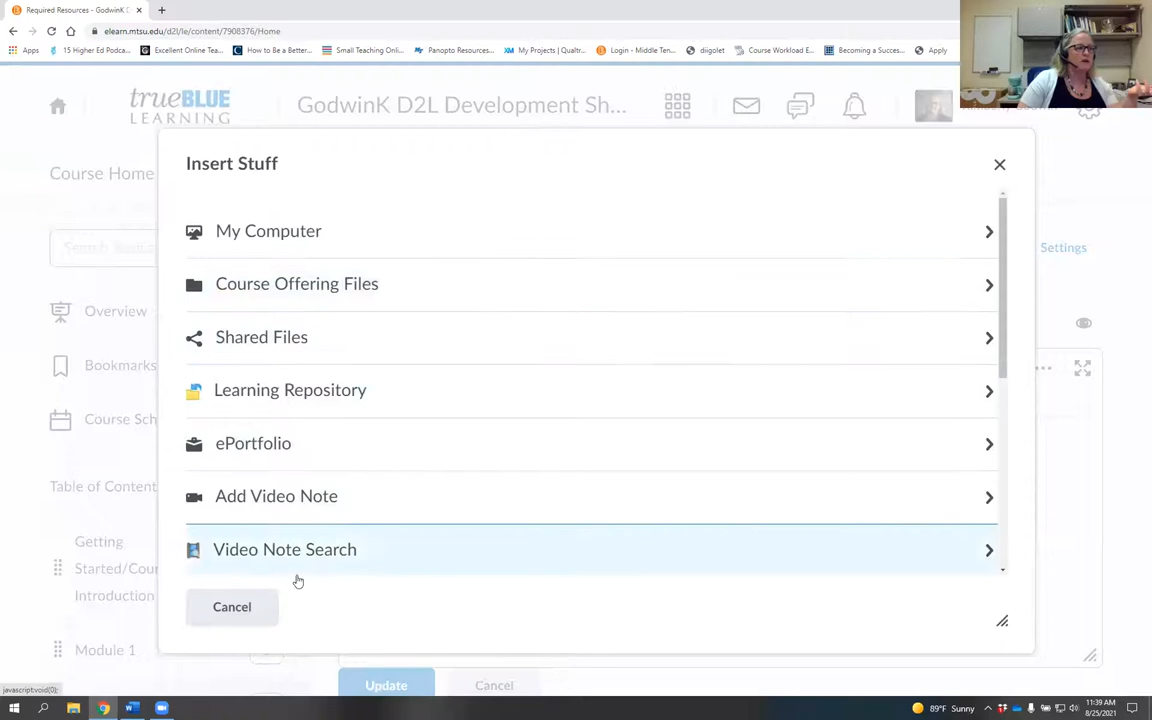 Required Resources - GodwinK D
elearn.mtsu.edu/d2l/le/content/7908376/Home
Apps
15 Higher Ed Podca...
Excellent Online Tea...
How to Be a Better...
Small Teaching Onli...
Panopto Resources...
My Projects | Qualtr...
Login - Middle Ten...
diigolet
Course Workload E...
Becoming a Succes...
Apply
trueBLUE
LEARNING
GodwinK D2L Development Sh...
Course Home
Settings
Overview
Bookmarks
Course Sch
Table of Content
Getting
Started/Cour
Introduction
Module 1
Insert Stuff
My Computer
Course Offering Files
Shared Files
Learning Repository
ePortfolio
Add Video Note
Video Note Search
Cancel
Update
Cancel
javascript:void(0);
89°F Sunny
11:39 AM
8/25/2021